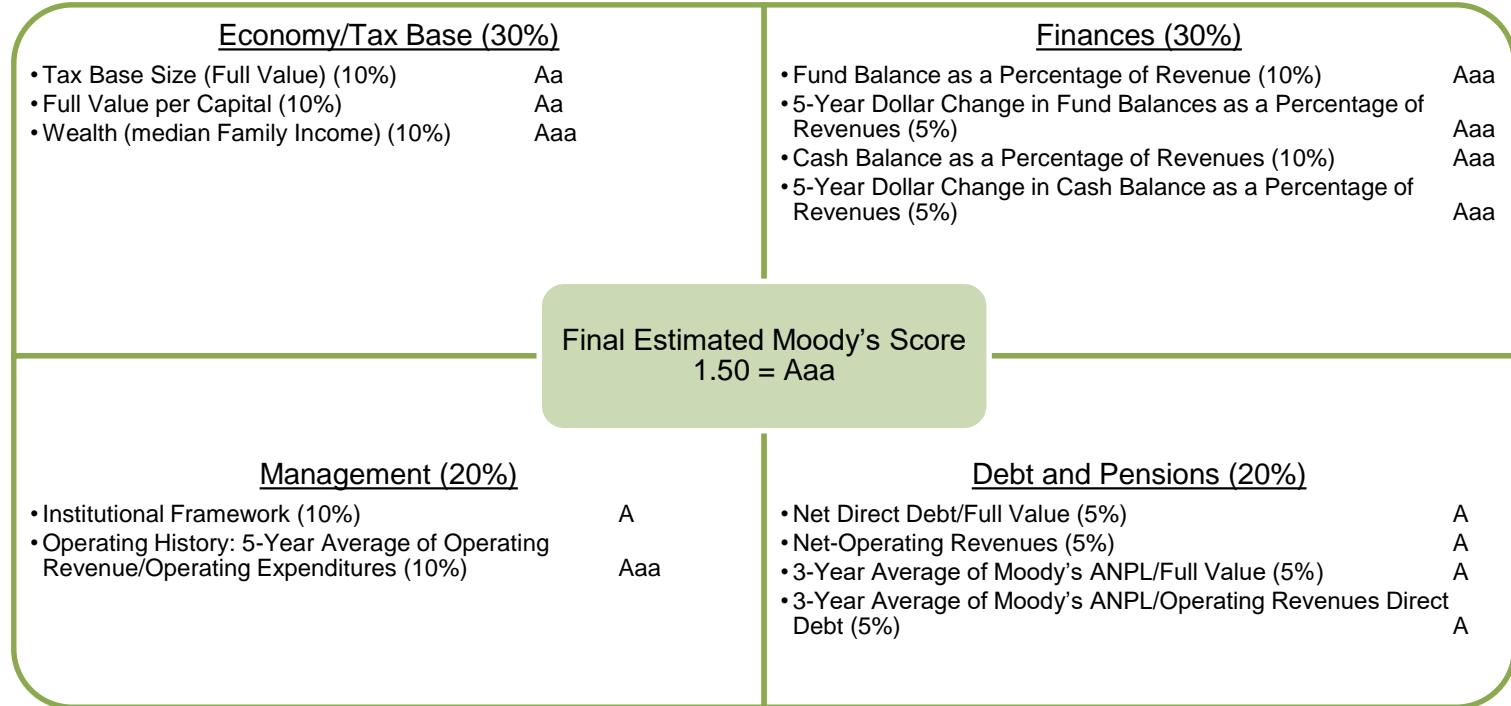 Economy/Tax Base (30%)
• Tax Base Size (Full Value) (10%) Aa
• Full Value per Capital (10%) Aa
• Wealth (median Family Income) (10%) Aaa
Finances (30%)
• Fund Balance as a Percentage of Revenue (10%) Aaa
• 5-Year Dollar Change in Fund Balances as a Percentage of
Revenues (5%) Aaa
• Cash Balance as a Percentage of Revenues (10%) Aaa
• 5-Year Dollar Change in Cash Balance as a Percentage of
Revenues (5%) Aaa
Final Estimated Moody's Score
1.50 = Aaa
Management (20%)
• Institutional Framework (10%) A
• Operating History: 5-Year Average of Operating
Revenue/Operating Expenditures (10%) Aaa
Debt and Pensions (20%)
• Net Direct Debt/Full Value (5%) A
• Net-Operating Revenues (5%) A
• 3-Year Average of Moody's ANPL/Full Value (5%) A
• 3-Year Average of Moody's ANPL/Operating Revenues Direct
Debt (5%) A